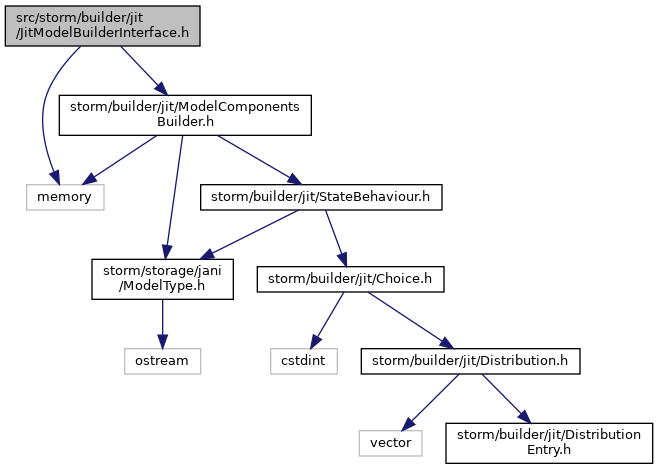 src/storm/builder/jit
/JitModelBuilderInterface.h
storm/builder/jit/ModelComponents
Builder.h
memory
storm/builder/jit/StateBehaviour.h
storm/storage/jani
/ModelType.h
storm/builder/jit/Choice.h
ostream
cstdint
storm/builder/jit/Distribution.h
vector
storm/builder/jit/Distribution
Entry.h